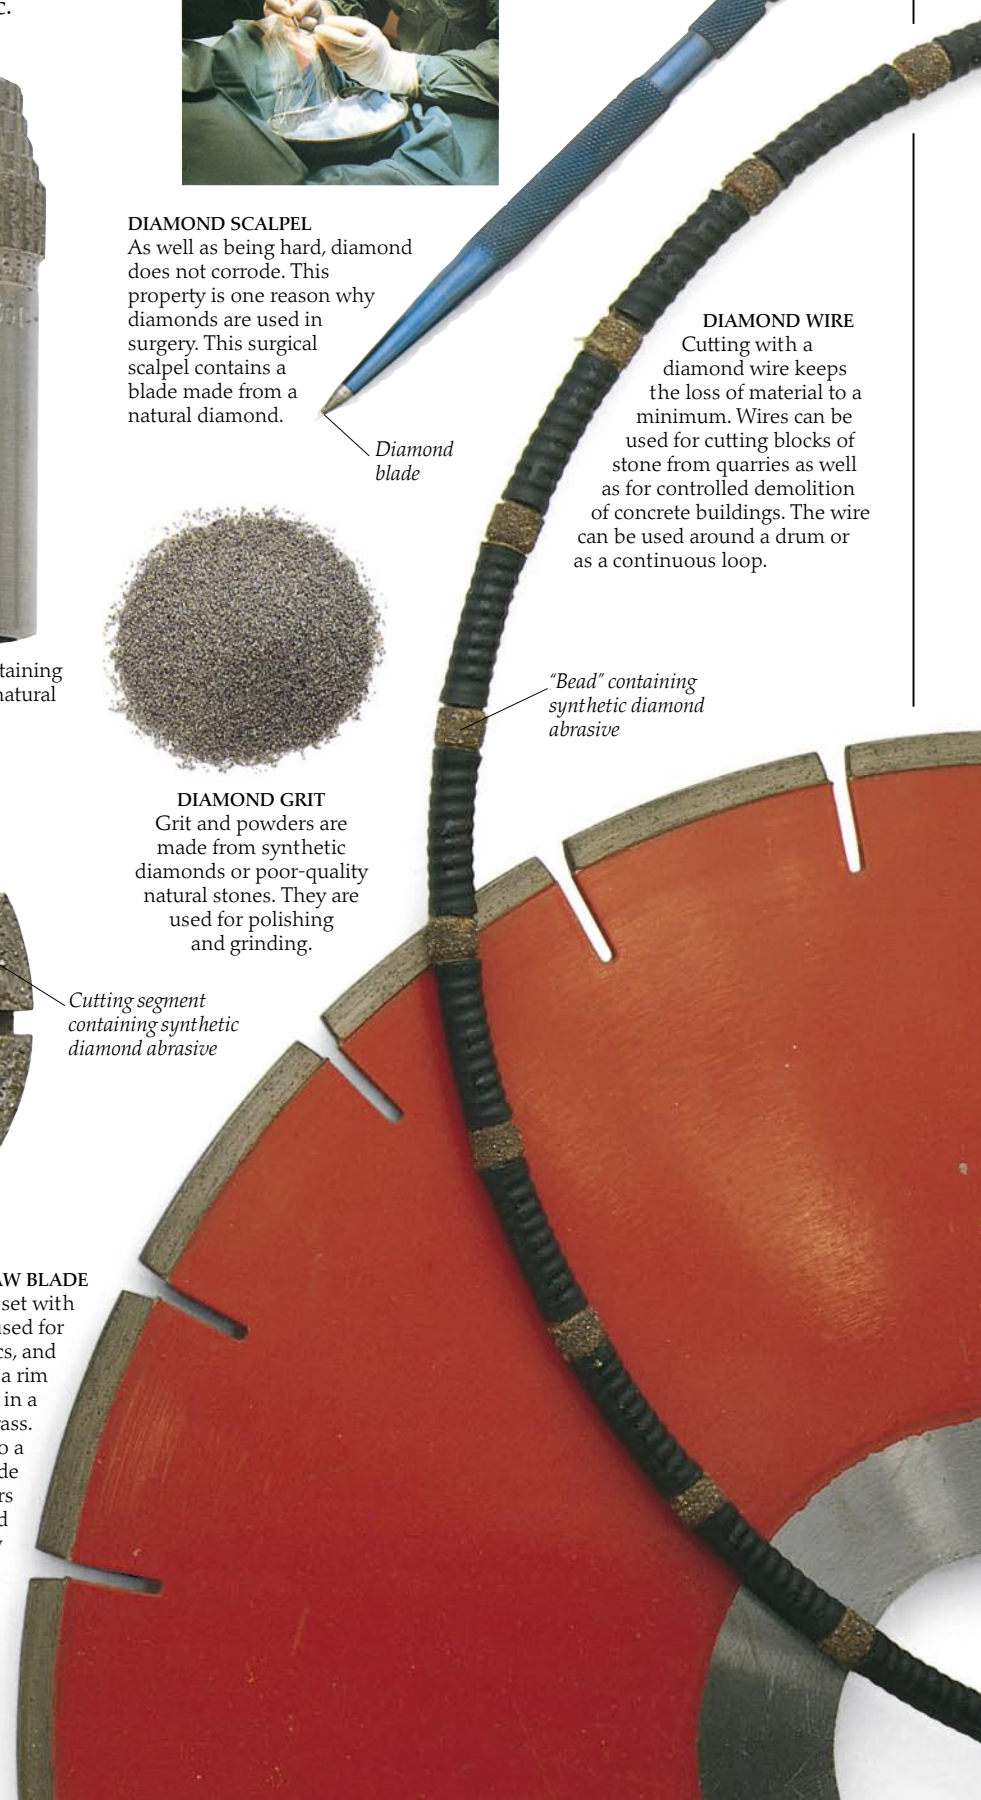 c.
DIAMOND SCALPEL
As well as being hard, diamond
does not corrode. This
property is one reason why
diamonds are used in
surgery. This surgical
scalpel contains a
blade made from a
natural diamond.
Diamond
blade
DIAMOND WIRE
Cutting with a
diamond wire keeps
the loss of material to a
minimum. Wires can be
used for cutting blocks of
stone from quarries as well
as for controlled demolition
of concrete buildings. The wire
can be used around a drum or
as a continuous loop.
taining
natural
“Bead” containing
synthetic diamond
abrasive
DIAMOND GRIT
Grit and powders are
made from synthetic
diamonds or poor-quality
natural stones. They are
used for polishing
and grinding.
Cutting segment
containing synthetic
diamond abrasive
AW BLADE
set with
used for
cs, and
a rim
in a
rass.
o a
de
rs
d